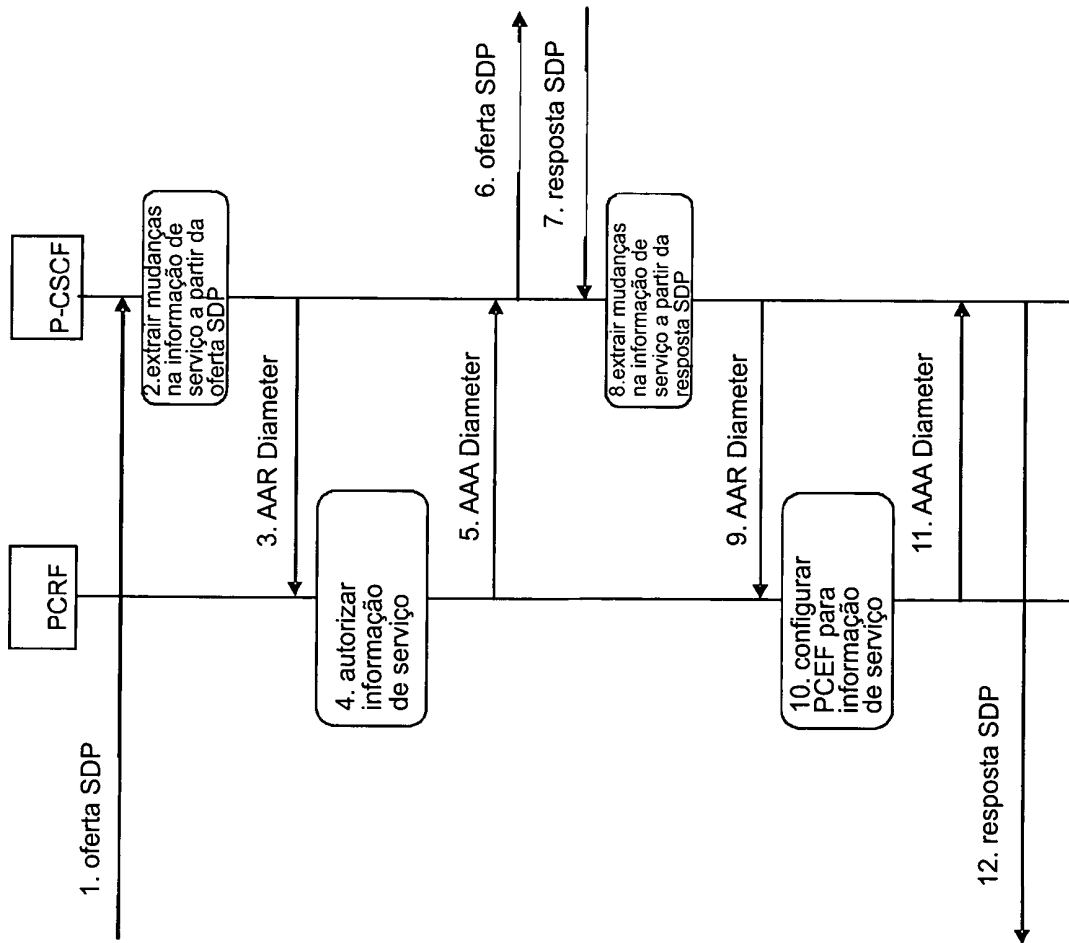 PCRF
P-CSCF
1. oferta SDP
2.extrair mudanças
na informação de
serviço a partir da
oferta SDP
3. AAR Diameter
4. autorizar
informação
de serviço
5. AAA Diameter
6. oferta SDP
7. resposta SDP
8.extrair mudanças
na informação de
serviço a partir da
resposta SDP
9. AAR Diameter
10. configurar
PCEF para
informação
de serviço
11. AAA Diameter
12. resposta SDP